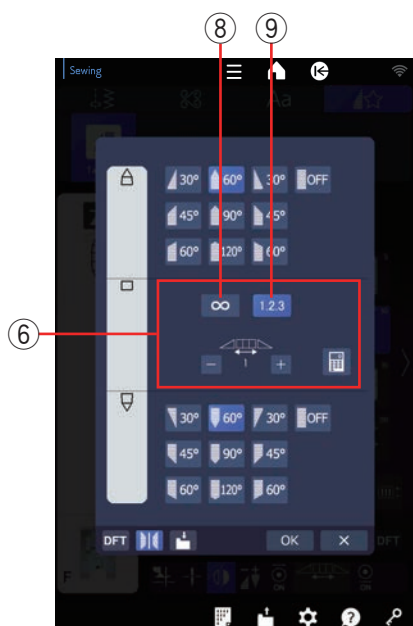 ⑧ ⑨
Sewing
Aa
30° 60° 30° OFF
45° 90° 45°
60° 120° 60°
∞ 1.2.3
⑥
− 1 +
30° 60° 30° OFF
45° 90° 45°
60° 120° 60°
DFT OK ×
DFT
F
?